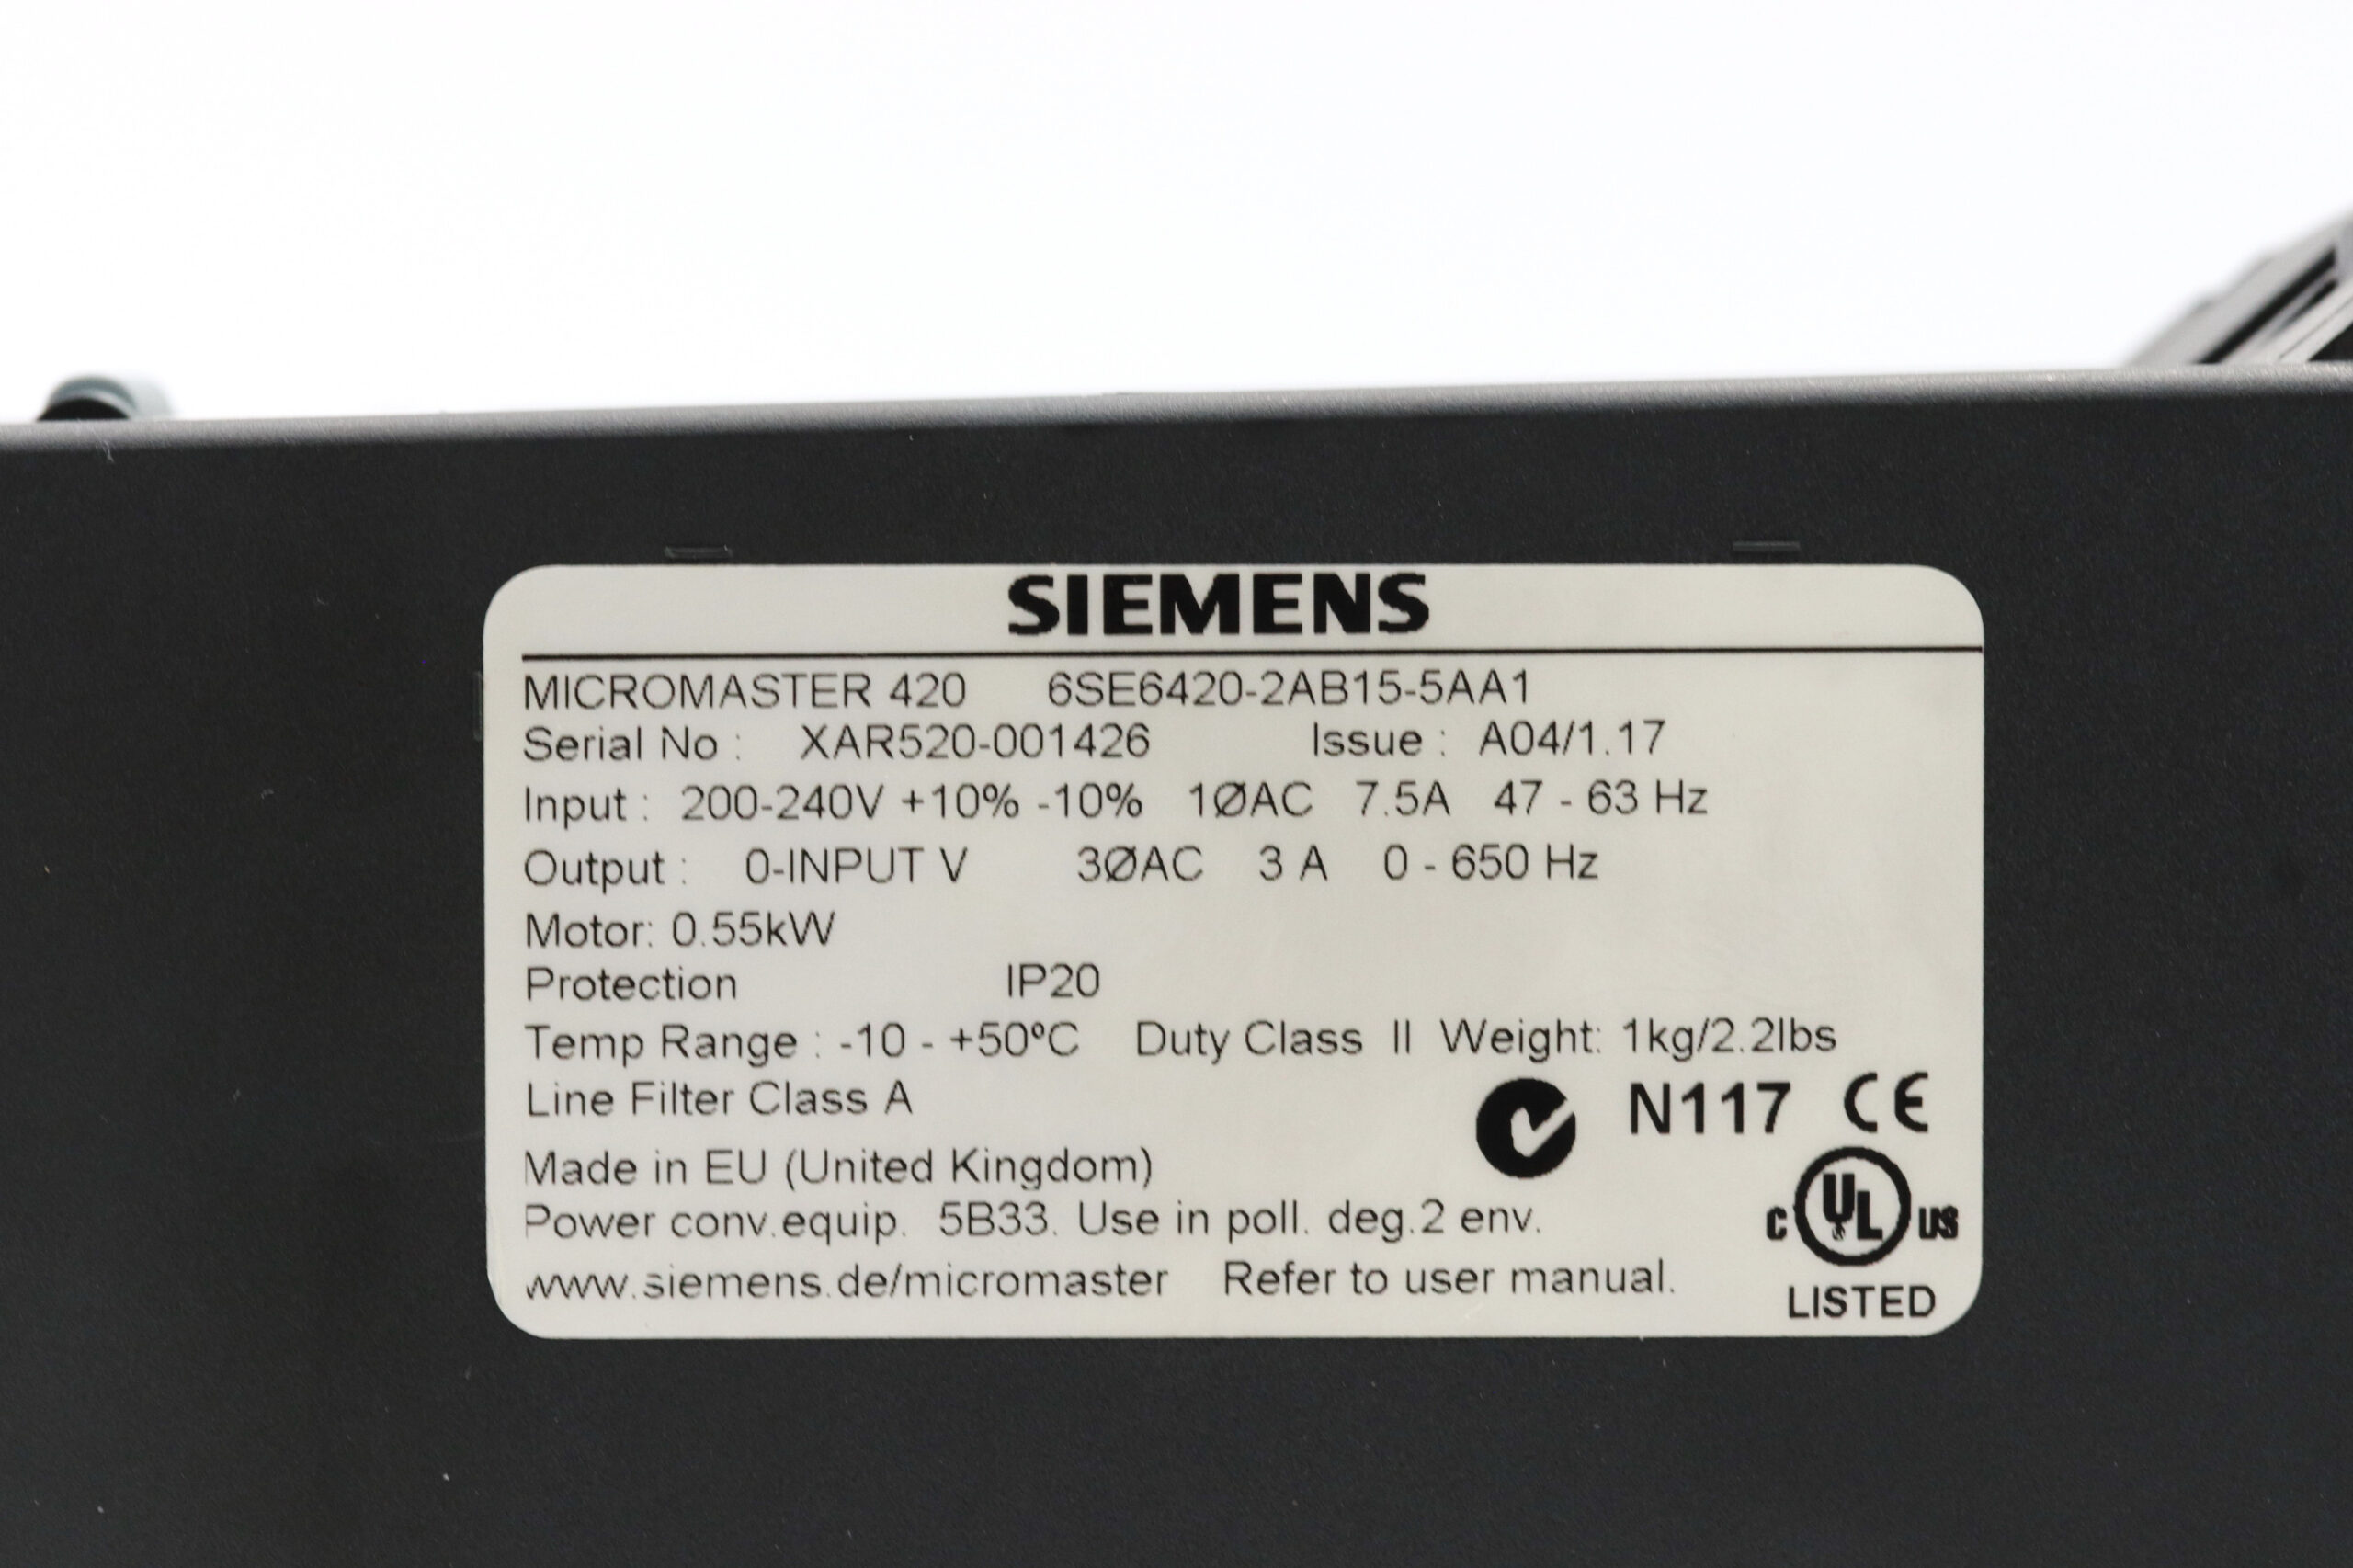 SIEMENS
MICROMASTER 420 6SE6420-2AB15-5AA1
Serial No : XAR520-001426 Issue : A04/1.17
Input : 200-240V +10% -10% 1ØAC 7.5A 47 - 63 Hz
Output : 0-INPUT V 3ØAC 3 A 0 - 650 Hz
Motor: 0.55kW
Protection IP20
Temp Range : -10 - +50ºC Duty Class II Weight: 1kg/2.2lbs
Line Filter Class A
N117 CE
Made in EU (United Kingdom)
Power conv.equip. 5B33. Use in poll. deg.2 env.
C UL US
www.siemens.de/micromaster Refer to user manual.
LISTED